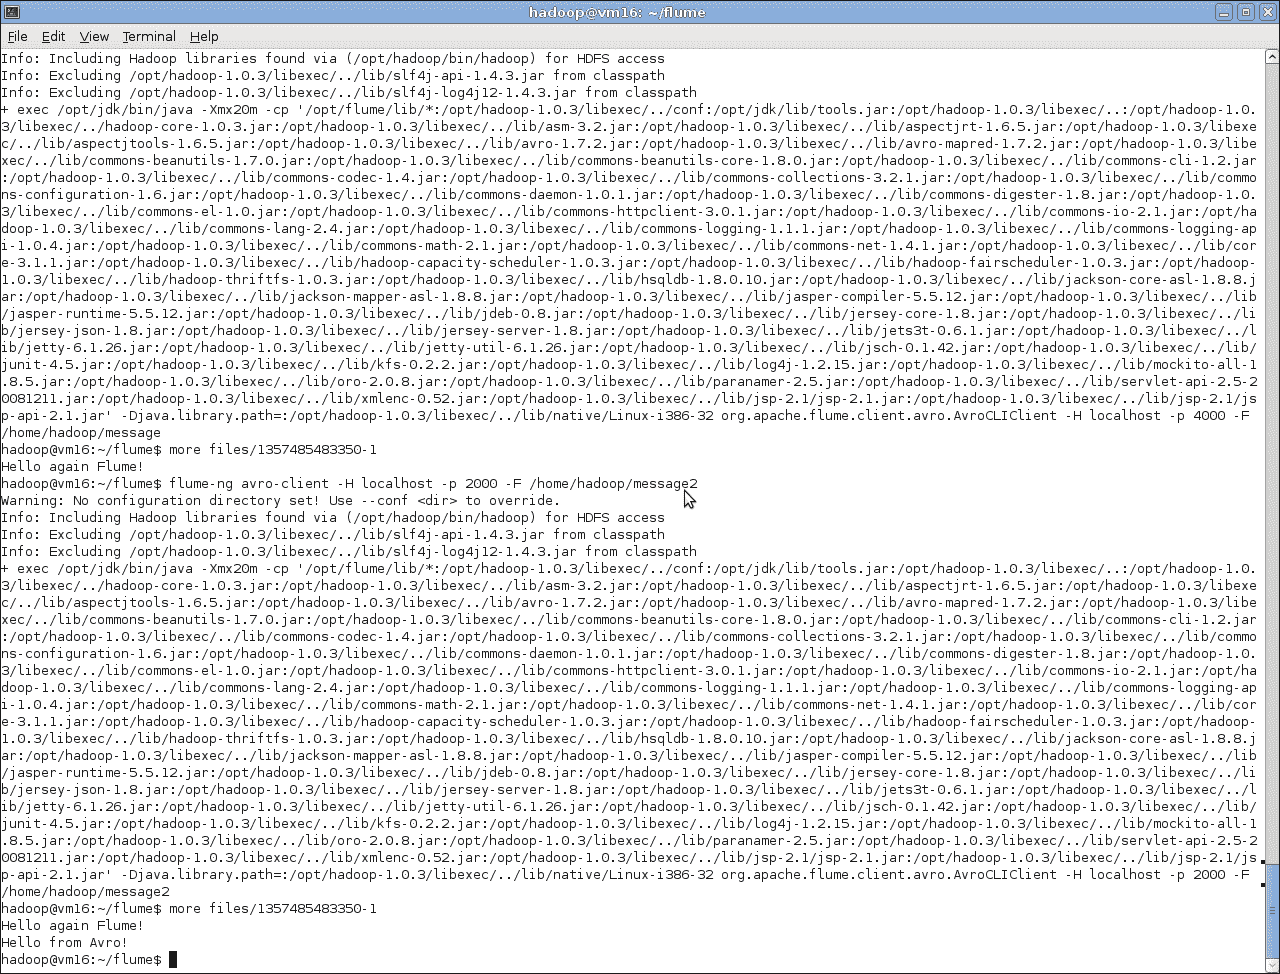 hadoop@vm16: ~/flume
File Edit View Terminal Help
Info: Including Hadoop libraries found via (/opt/hadoop/bin/hadoop) for HDFS access
Info: Excluding /opt/hadoop-1.0.3/libexec/../lib/slf4j-api-1.4.3.jar from classpath
Info: Excluding /opt/hadoop-1.0.3/libexec/../lib/slf4j-log4j12-1.4.3.jar from classpath
+ exec /opt/jdk/bin/java -Xmx20m -cp '/opt/flume/lib/*:/opt/hadoop-1.0.3/libexec/../conf:/opt/jdk/lib/tools.jar:/opt/hadoop-1.0.3/libexec/..:/opt/hadoop-1.0.
3/libexec/../hadoop-core-1.0.3.jar:/opt/hadoop-1.0.3/libexec/../lib/asm-3.2.jar:/opt/hadoop-1.0.3/libexec/../lib/aspectjrt-1.6.5.jar:/opt/hadoop-1.0.3/libexe
c/../lib/aspectjtools-1.6.5.jar:/opt/hadoop-1.0.3/libexec/../lib/avro-1.7.2.jar:/opt/hadoop-1.0.3/libexec/../lib/avro-mapred-1.7.2.jar:/opt/hadoop-1.0.3/libe
xec/../lib/commons-beanutils-1.7.0.jar:/opt/hadoop-1.0.3/libexec/../lib/commons-beanutils-core-1.8.0.jar:/opt/hadoop-1.0.3/libexec/../lib/commons-cli-1.2.jar
:/opt/hadoop-1.0.3/libexec/../lib/commons-codec-1.4.jar:/opt/hadoop-1.0.3/libexec/../lib/commons-collections-3.2.1.jar:/opt/hadoop-1.0.3/libexec/../lib/commo
ns-configuration-1.6.jar:/opt/hadoop-1.0.3/libexec/../lib/commons-daemon-1.0.1.jar:/opt/hadoop-1.0.3/libexec/../lib/commons-digester-1.8.jar:/opt/hadoop-1.0.
3/libexec/../lib/commons-el-1.0.jar:/opt/hadoop-1.0.3/libexec/../lib/commons-httpclient-3.0.1.jar:/opt/hadoop-1.0.3/libexec/../lib/commons-io-2.1.jar:/opt/ha
doop-1.0.3/libexec/../lib/commons-lang-2.4.jar:/opt/hadoop-1.0.3/libexec/../lib/commons-logging-1.1.1.jar:/opt/hadoop-1.0.3/libexec/../lib/commons-logging-ap
i-1.0.4.jar:/opt/hadoop-1.0.3/libexec/../lib/commons-math-2.1.jar:/opt/hadoop-1.0.3/libexec/../lib/commons-net-1.4.1.jar:/opt/hadoop-1.0.3/libexec/../lib/cor
e-3.1.1.jar:/opt/hadoop-1.0.3/libexec/../lib/hadoop-capacity-scheduler-1.0.3.jar:/opt/hadoop-1.0.3/libexec/../lib/hadoop-fairscheduler-1.0.3.jar:/opt/hadoop-
1.0.3/libexec/../lib/hadoop-thriftfs-1.0.3.jar:/opt/hadoop-1.0.3/libexec/../lib/hsqldb-1.8.0.10.jar:/opt/hadoop-1.0.3/libexec/../lib/jackson-core-asl-1.8.8.j
ar:/opt/hadoop-1.0.3/libexec/../lib/jackson-mapper-asl-1.8.8.jar:/opt/hadoop-1.0.3/libexec/../lib/jasper-compiler-5.5.12.jar:/opt/hadoop-1.0.3/libexec/../lib
/jasper-runtime-5.5.12.jar:/opt/hadoop-1.0.3/libexec/../lib/jdeb-0.8.jar:/opt/hadoop-1.0.3/libexec/../lib/jersey-core-1.8.jar:/opt/hadoop-1.0.3/libexec/../li
b/jersey-json-1.8.jar:/opt/hadoop-1.0.3/libexec/../lib/jersey-server-1.8.jar:/opt/hadoop-1.0.3/libexec/../lib/jets3t-0.6.1.jar:/opt/hadoop-1.0.3/libexec/../l
ib/jetty-6.1.26.jar:/opt/hadoop-1.0.3/libexec/../lib/jetty-util-6.1.26.jar:/opt/hadoop-1.0.3/libexec/../lib/jsch-0.1.42.jar:/opt/hadoop-1.0.3/libexec/../lib/
junit-4.5.jar:/opt/hadoop-1.0.3/libexec/../lib/kfs-0.2.2.jar:/opt/hadoop-1.0.3/libexec/../lib/log4j-1.2.15.jar:/opt/hadoop-1.0.3/libexec/../lib/mockito-all-1
.8.5.jar:/opt/hadoop-1.0.3/libexec/../lib/oro-2.0.8.jar:/opt/hadoop-1.0.3/libexec/../lib/paranamer-2.5.jar:/opt/hadoop-1.0.3/libexec/../lib/servlet-api-2.5-2
0081211.jar:/opt/hadoop-1.0.3/libexec/../lib/xmlenc-0.52.jar:/opt/hadoop-1.0.3/libexec/../lib/jsp-2.1/jsp-2.1.jar:/opt/hadoop-1.0.3/libexec/../lib/jsp-2.1/js
p-api-2.1.jar' -Djava.library.path=:/opt/hadoop-1.0.3/libexec/../lib/native/Linux-i386-32 org.apache.flume.client.avro.AvroCLIClient -H localhost -p 4000 -F
/home/hadoop/message
hadoop@vm16:~/flume$ more files/1357485483350-1
Hello again Flume!
hadoop@vm16:~/flume$ flume-ng avro-client -H localhost -p 2000 -F /home/hadoop/message2
Warning: No configuration directory set! Use --conf <dir> to override.
Info: Including Hadoop libraries found via (/opt/hadoop/bin/hadoop) for HDFS access
Info: Excluding /opt/hadoop-1.0.3/libexec/../lib/slf4j-api-1.4.3.jar from classpath
Info: Excluding /opt/hadoop-1.0.3/libexec/../lib/slf4j-log4j12-1.4.3.jar from classpath
+ exec /opt/jdk/bin/java -Xmx20m -cp '/opt/flume/lib/*:/opt/hadoop-1.0.3/libexec/../conf:/opt/jdk/lib/tools.jar:/opt/hadoop-1.0.3/libexec/..:/opt/hadoop-1.0.
3/libexec/../hadoop-core-1.0.3.jar:/opt/hadoop-1.0.3/libexec/../lib/asm-3.2.jar:/opt/hadoop-1.0.3/libexec/../lib/aspectjrt-1.6.5.jar:/opt/hadoop-1.0.3/libexe
c/../lib/aspectjtools-1.6.5.jar:/opt/hadoop-1.0.3/libexec/../lib/avro-1.7.2.jar:/opt/hadoop-1.0.3/libexec/../lib/avro-mapred-1.7.2.jar:/opt/hadoop-1.0.3/libe
xec/../lib/commons-beanutils-1.7.0.jar:/opt/hadoop-1.0.3/libexec/../lib/commons-beanutils-core-1.8.0.jar:/opt/hadoop-1.0.3/libexec/../lib/commons-cli-1.2.jar
:/opt/hadoop-1.0.3/libexec/../lib/commons-codec-1.4.jar:/opt/hadoop-1.0.3/libexec/../lib/commons-collections-3.2.1.jar:/opt/hadoop-1.0.3/libexec/../lib/commo
ns-configuration-1.6.jar:/opt/hadoop-1.0.3/libexec/../lib/commons-daemon-1.0.1.jar:/opt/hadoop-1.0.3/libexec/../lib/commons-digester-1.8.jar:/opt/hadoop-1.0.
3/libexec/../lib/commons-el-1.0.jar:/opt/hadoop-1.0.3/libexec/../lib/commons-httpclient-3.0.1.jar:/opt/hadoop-1.0.3/libexec/../lib/commons-io-2.1.jar:/opt/ha
doop-1.0.3/libexec/../lib/commons-lang-2.4.jar:/opt/hadoop-1.0.3/libexec/../lib/commons-logging-1.1.1.jar:/opt/hadoop-1.0.3/libexec/../lib/commons-logging-ap
i-1.0.4.jar:/opt/hadoop-1.0.3/libexec/../lib/commons-math-2.1.jar:/opt/hadoop-1.0.3/libexec/../lib/commons-net-1.4.1.jar:/opt/hadoop-1.0.3/libexec/../lib/cor
e-3.1.1.jar:/opt/hadoop-1.0.3/libexec/../lib/hadoop-capacity-scheduler-1.0.3.jar:/opt/hadoop-1.0.3/libexec/../lib/hadoop-fairscheduler-1.0.3.jar:/opt/hadoop-
1.0.3/libexec/../lib/hadoop-thriftfs-1.0.3.jar:/opt/hadoop-1.0.3/libexec/../lib/hsqldb-1.8.0.10.jar:/opt/hadoop-1.0.3/libexec/../lib/jackson-core-asl-1.8.8.j
ar:/opt/hadoop-1.0.3/libexec/../lib/jackson-mapper-asl-1.8.8.jar:/opt/hadoop-1.0.3/libexec/../lib/jasper-compiler-5.5.12.jar:/opt/hadoop-1.0.3/libexec/../lib
/jasper-runtime-5.5.12.jar:/opt/hadoop-1.0.3/libexec/../lib/jdeb-0.8.jar:/opt/hadoop-1.0.3/libexec/../lib/jersey-core-1.8.jar:/opt/hadoop-1.0.3/libexec/../li
b/jersey-json-1.8.jar:/opt/hadoop-1.0.3/libexec/../lib/jersey-server-1.8.jar:/opt/hadoop-1.0.3/libexec/../lib/jets3t-0.6.1.jar:/opt/hadoop-1.0.3/libexec/../l
ib/jetty-6.1.26.jar:/opt/hadoop-1.0.3/libexec/../lib/jetty-util-6.1.26.jar:/opt/hadoop-1.0.3/libexec/../lib/jsch-0.1.42.jar:/opt/hadoop-1.0.3/libexec/../lib/
junit-4.5.jar:/opt/hadoop-1.0.3/libexec/../lib/kfs-0.2.2.jar:/opt/hadoop-1.0.3/libexec/../lib/log4j-1.2.15.jar:/opt/hadoop-1.0.3/libexec/../lib/mockito-all-1
.8.5.jar:/opt/hadoop-1.0.3/libexec/../lib/oro-2.0.8.jar:/opt/hadoop-1.0.3/libexec/../lib/paranamer-2.5.jar:/opt/hadoop-1.0.3/libexec/../lib/servlet-api-2.5-2
0081211.jar:/opt/hadoop-1.0.3/libexec/../lib/xmlenc-0.52.jar:/opt/hadoop-1.0.3/libexec/../lib/jsp-2.1/jsp-2.1.jar:/opt/hadoop-1.0.3/libexec/../lib/jsp-2.1/js
p-api-2.1.jar' -Djava.library.path=:/opt/hadoop-1.0.3/libexec/../lib/native/Linux-i386-32 org.apache.flume.client.avro.AvroCLIClient -H localhost -p 2000 -F
/home/hadoop/message2
hadoop@vm16:~/flume$ more files/1357485483350-1
Hello again Flume!
Hello from Avro!
hadoop@vm16:~/flume$